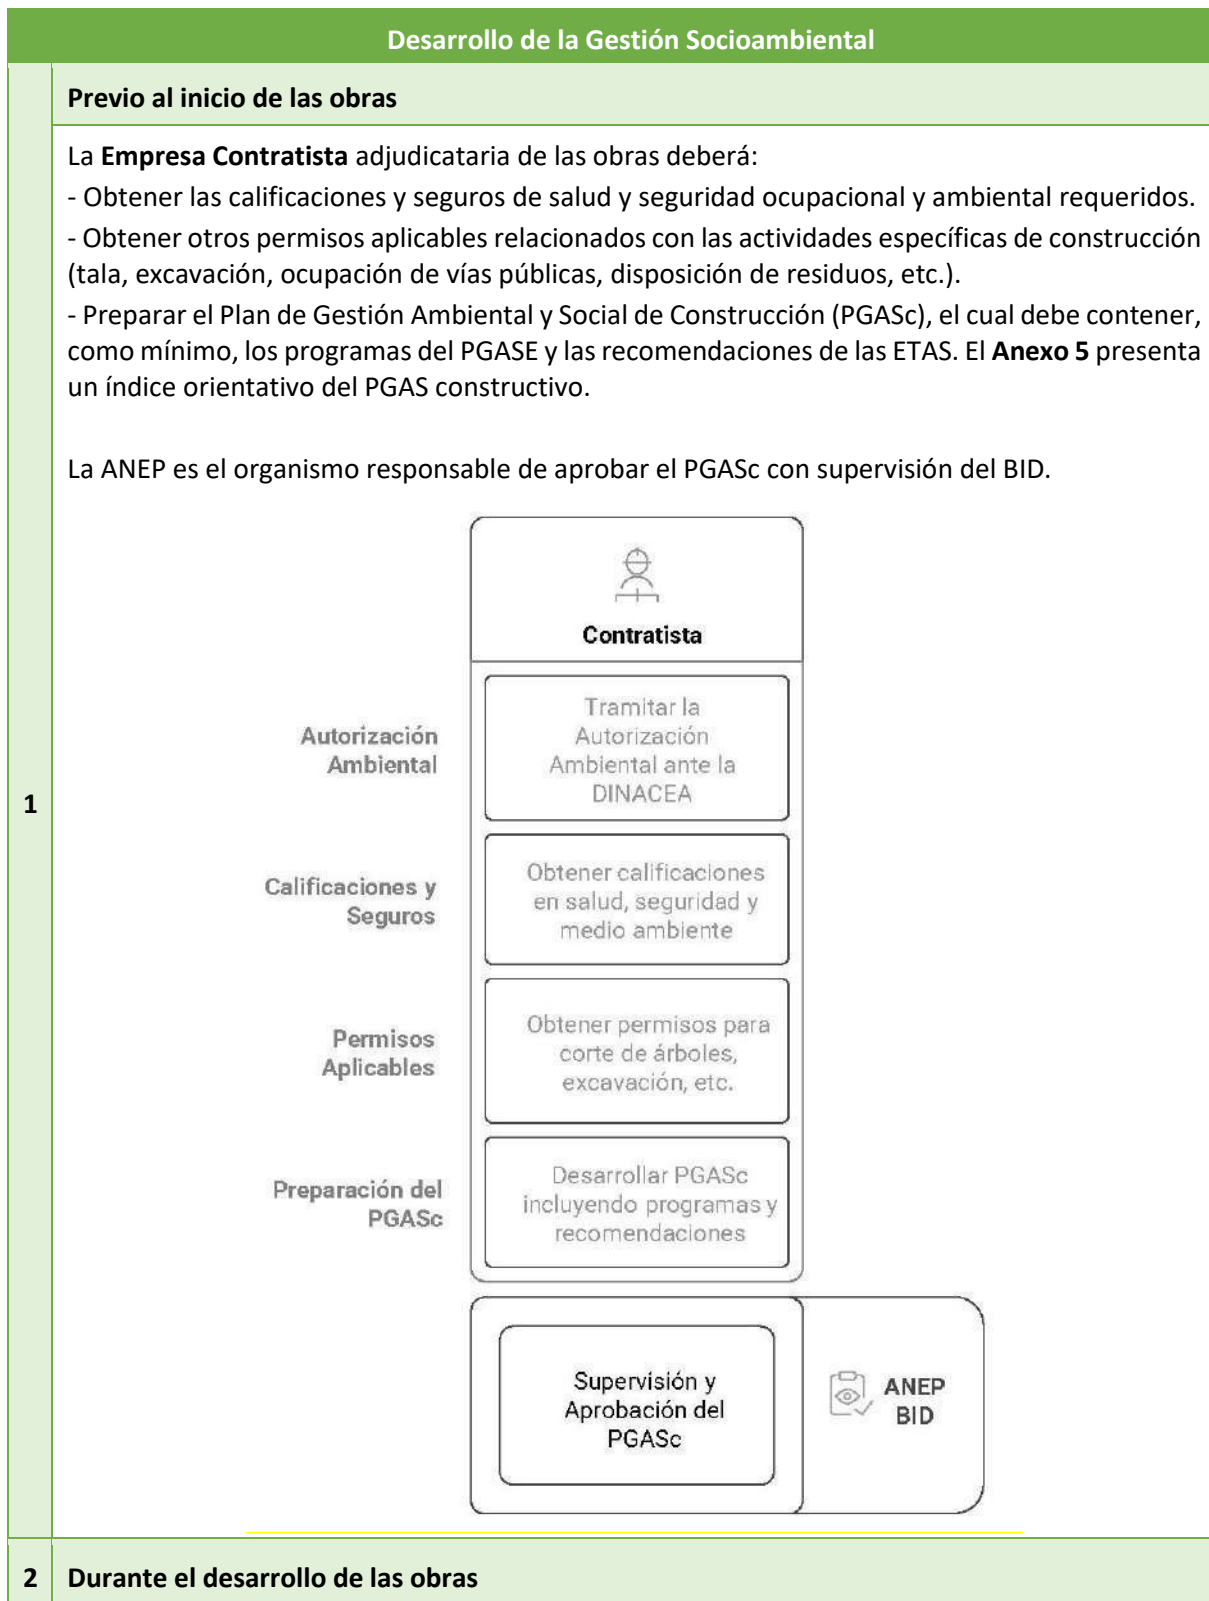 Desarrollo de la Gestión Socioambiental
Previo al inicio de las obras
La Empresa Contratista adjudicataria de las obras deberá:
- Obtener las calificaciones y seguros de salud y seguridad ocupacional y ambiental requeridos.
- Obtener otros permisos aplicables relacionados con las actividades específicas de construcción
(tala, excavación, ocupación de vías públicas, disposición de residuos, etc.).
- Preparar el Plan de Gestión Ambiental y Social de Construcción (PGASc), el cual debe contener,
como mínimo, los programas del PGASE y las recomendaciones de las ETAS. El Anexo 5 presenta
un índice orientativo del PGAS constructivo.
La ANEP es el organismo responsable de aprobar el PGASc con supervisión del BID.
Contratista
Autorización
Ambiental
Tramitar la
Autorización
Ambiental ante la
DINACEA
1
Calificaciones y
Seguros
Obtener calificaciones
en salud, seguridad y
medio ambiente
Permisos
Aplicables
Obtener permisos para
corte de árboles,
excavación, etc.
Preparación del
PGASc
Desarrollar PGASc
incluyendo programas y
recomendaciones
Supervisión y
Aprobación del
PGASc
ANEP
BID
2 Durante el desarrollo de las obras